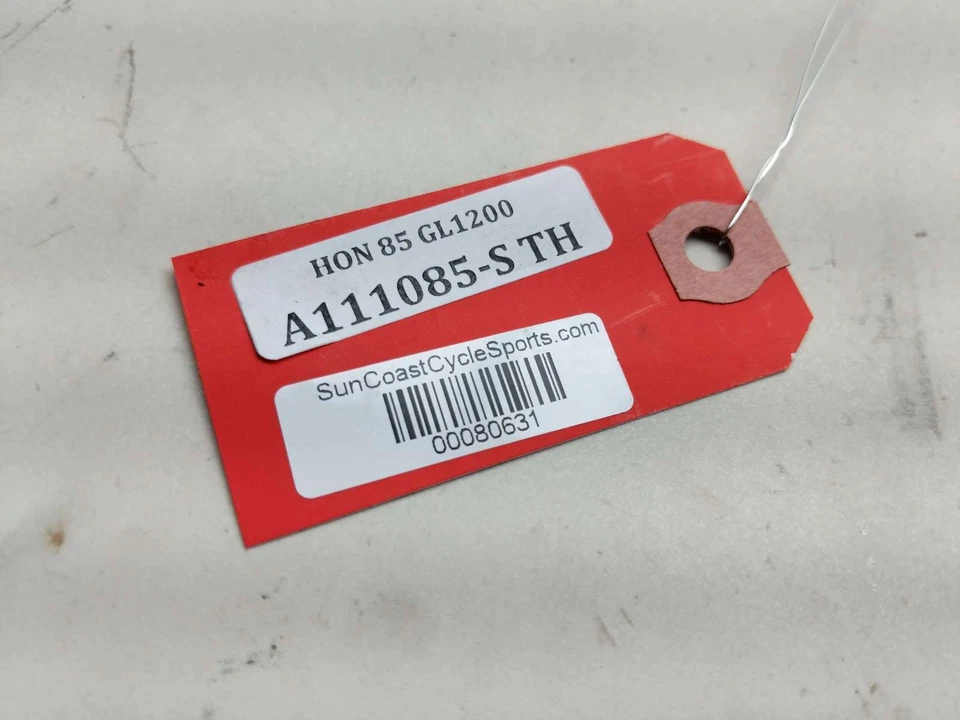 HON 85 GL1200
A111085-S TH
SunCoastCycleSports.com
00080631